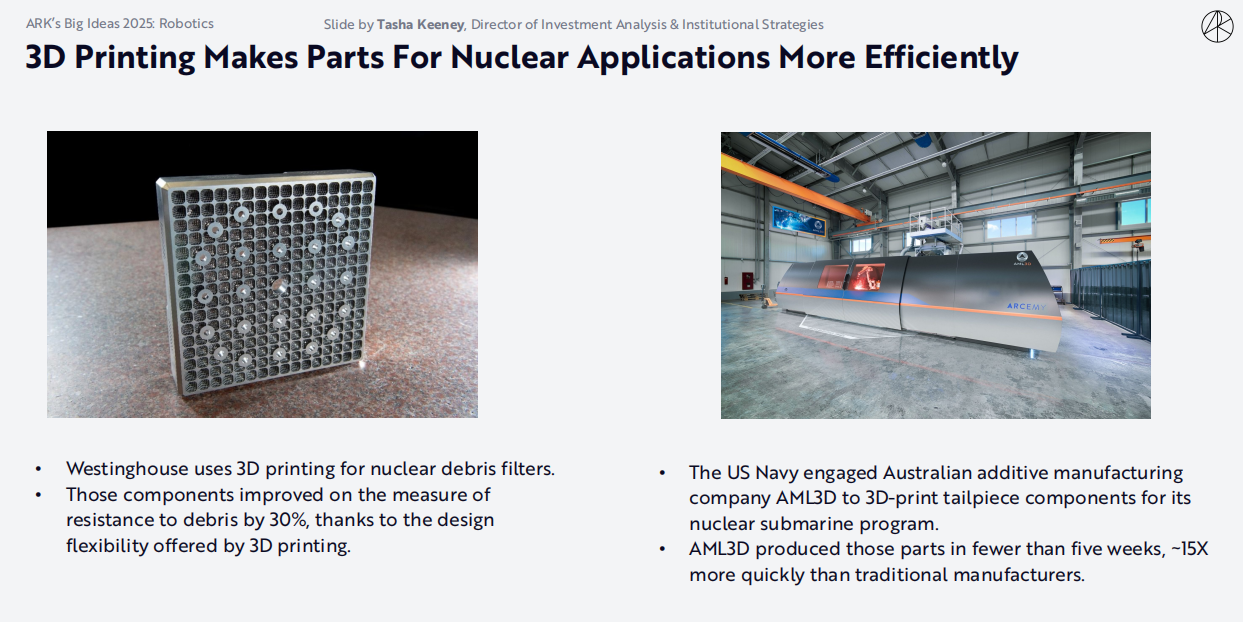 ARK's Big Ideas 2025: Robotics
Slide by Tasha Keeney, Director of Investment Analysis & Institutional Strategies
3D Printing Makes Parts For Nuclear Applications More Efficiently
AML3D
ARCEMY
• Westinghouse uses 3D printing for nuclear debris filters.
• Those components improved on the measure of
resistance to debris by 30%, thanks to the design
flexibility offered by 3D printing.
• The US Navy engaged Australian additive manufacturing
company AML3D to 3D-print tailpiece components for its
nuclear submarine program.
• AML3D produced those parts in fewer than five weeks, ~15X
more quickly than traditional manufacturers.